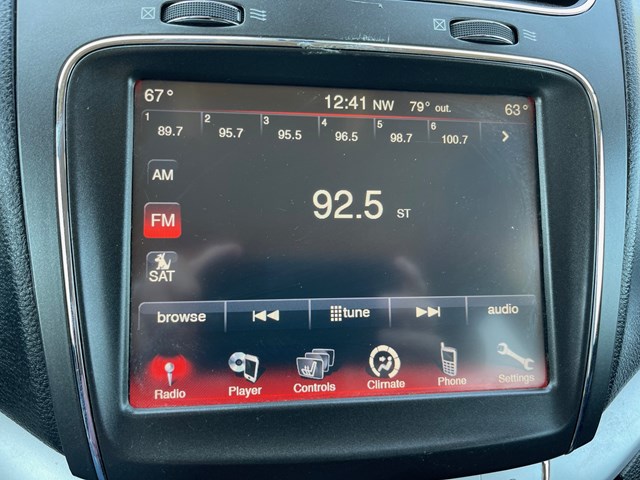 67° 12:41 NW 79° out. 63°
1 2 3 4 5 6
89.7 95.7 95.5 96.5 98.7 100.7 >
AM
FM 92.5 ST
SAT
browse tune audio
Radio Player Controls Climate Phone Settings